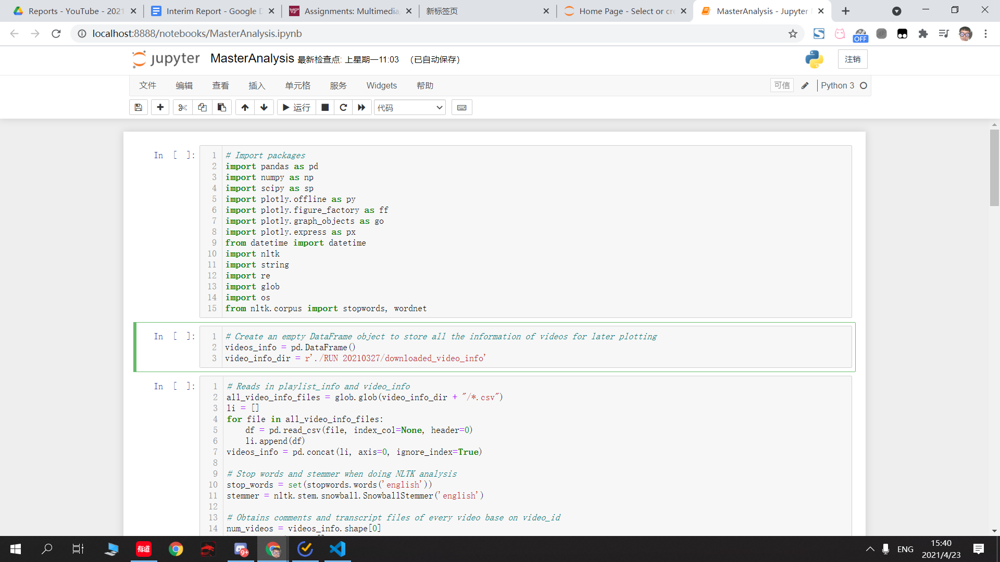 Reports - YouTube - 2021
Interim Report - Google D
Assignments: Multimedia,
新标签页
Home Page - Select or cre
MasterAnalysis - Jupyter
localhost:8888/notebooks/MasterAnalysis.ipynb
OFF
jupyter MasterAnalysis 最新检查点: 上星期一11:03 (已自动保存)
注销
文件 编辑 查看 插入 单元格 服务 Widgets 帮助
可信 Python 3
运行 代码
In [ ]:
1 # Import packages
2 import pandas as pd
3 import numpy as np
4 import scipy as sp
5 import plotly.offline as py
6 import plotly.figure_factory as ff
7 import plotly.graph_objects as go
8 import plotly.express as px
9 from datetime import datetime
10 import nltk
11 import string
12 import re
13 import glob
14 import os
15 from nltk.corpus import stopwords, wordnet
In [ ]:
1 # Create an empty DataFrame object to store all the information of videos for later plotting
2 videos_info = pd.DataFrame()
3 video_info_dir = r'./RUN 20210327/downloaded_video_info'
In [ ]:
1 # Reads in playlist_info and video_info
2 all_video_info_files = glob.glob(video_info_dir + "/*.csv")
3 li = []
4 for file in all_video_info_files:
5     df = pd.read_csv(file, index_col=None, header=0)
6     li.append(df)
7 videos_info = pd.concat(li, axis=0, ignore_index=True)
8
9 # Stop words and stemmer when doing NLTK analysis
10 stop_words = set(stopwords.words('english'))
11 stemmer = nltk.stem.snowball.SnowballStemmer('english')
12
13 # Obtains comments and transcript files of every video base on video_id
14 num_videos = videos_info.shape[0]
有道
9+
ENG
15:40
2021/4/23